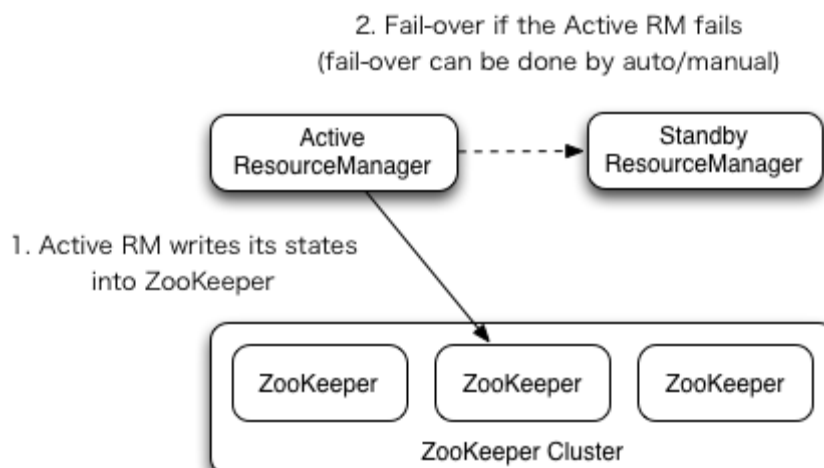 2. Fail-over if the Active RM fails
(fail-over can be done by auto/manual)
Active
ResourceManager
Standby
ResourceManager
1. Active RM writes its states
into ZooKeeper
ZooKeeper
ZooKeeper
ZooKeeper
ZooKeeper Cluster